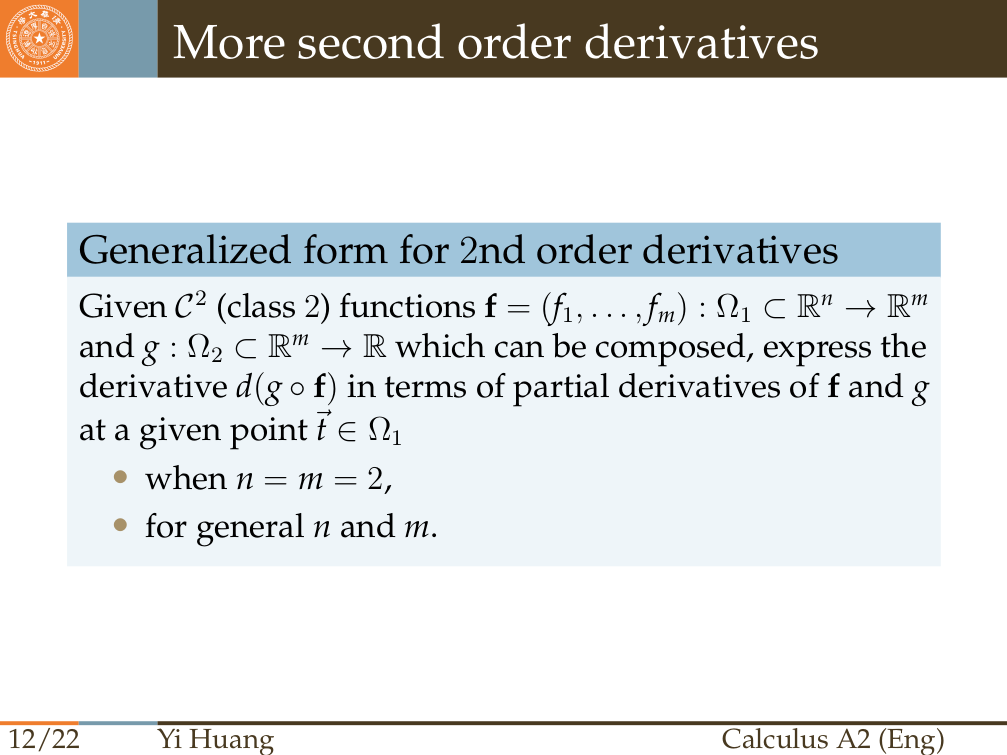 More second order derivatives
Generalized form for 2nd order derivatives
Given 𝒞² (class 2) functions f = (f₁, . . . , fₘ) : Ω₁ ⊂ ℝⁿ → ℝᵐ
and g : Ω₂ ⊂ ℝᵐ → ℝ which can be composed, express the
derivative d(g ∘ f) in terms of partial derivatives of f and g
at a given point t⃗ ∈ Ω₁
• when n = m = 2,
• for general n and m.
12/22 Yi Huang Calculus A2 (Eng)